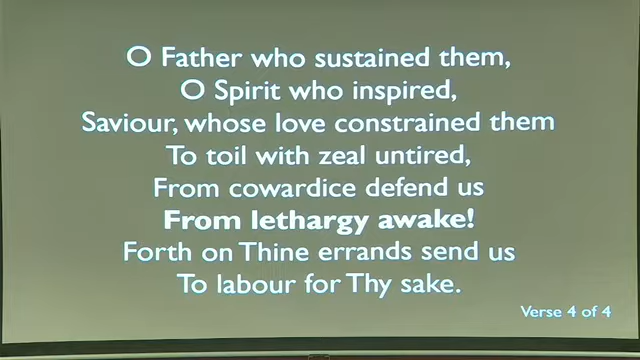 O Father who sustained them,
O Spirit who inspired,
Saviour, whose love constrained them
To toil with zeal untired,
From cowardice defend us
From lethargy awake!
Forth on Thine errands send us
To labour for Thy sake.
Verse 4 of 4